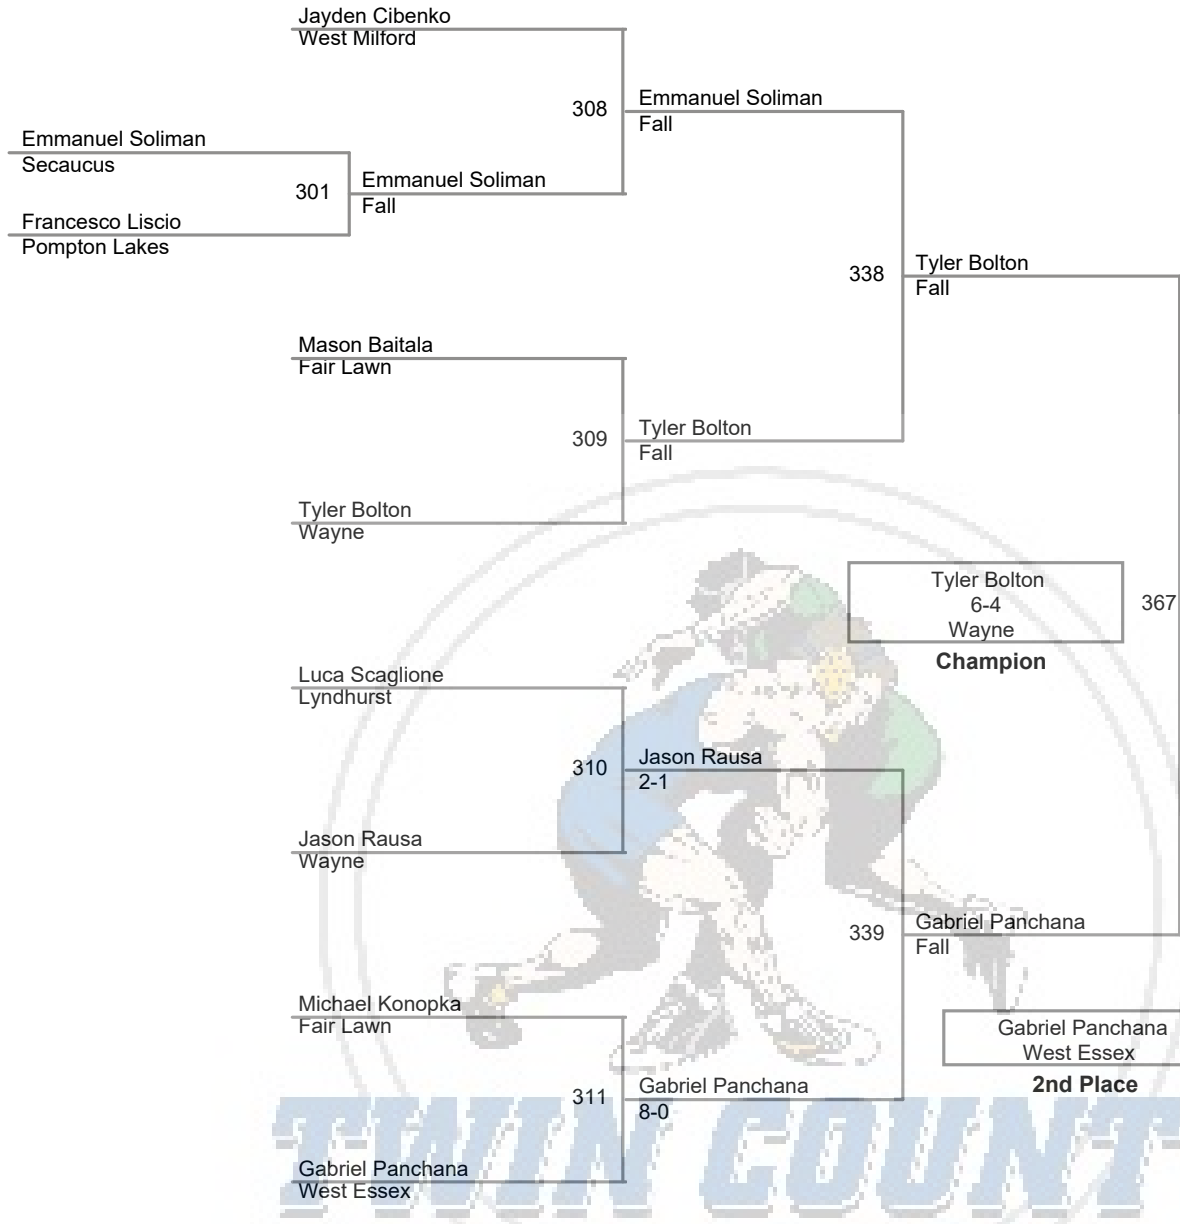 Jayden Cibenko
West Milford
308
Emmanuel Soliman
Fall
Emmanuel Soliman
Secaucus
301
Emmanuel Soliman
Fall
Francesco Liscio
Pompton Lakes
338
Tyler Bolton
Fall
Mason Baitala
Fair Lawn
309
Tyler Bolton
Fall
Tyler Bolton
Wayne
Tyler Bolton
6-4
Wayne
367
Champion
Luca Scaglione
Lyndhurst
310
Jason Rausa
2-1
Jason Rausa
Wayne
339
Gabriel Panchana
Fall
Michael Konopka
Fair Lawn
Gabriel Panchana
West Essex
2nd Place
311
Gabriel Panchana
8-0
Gabriel Panchana
West Essex
TWIN COUNT